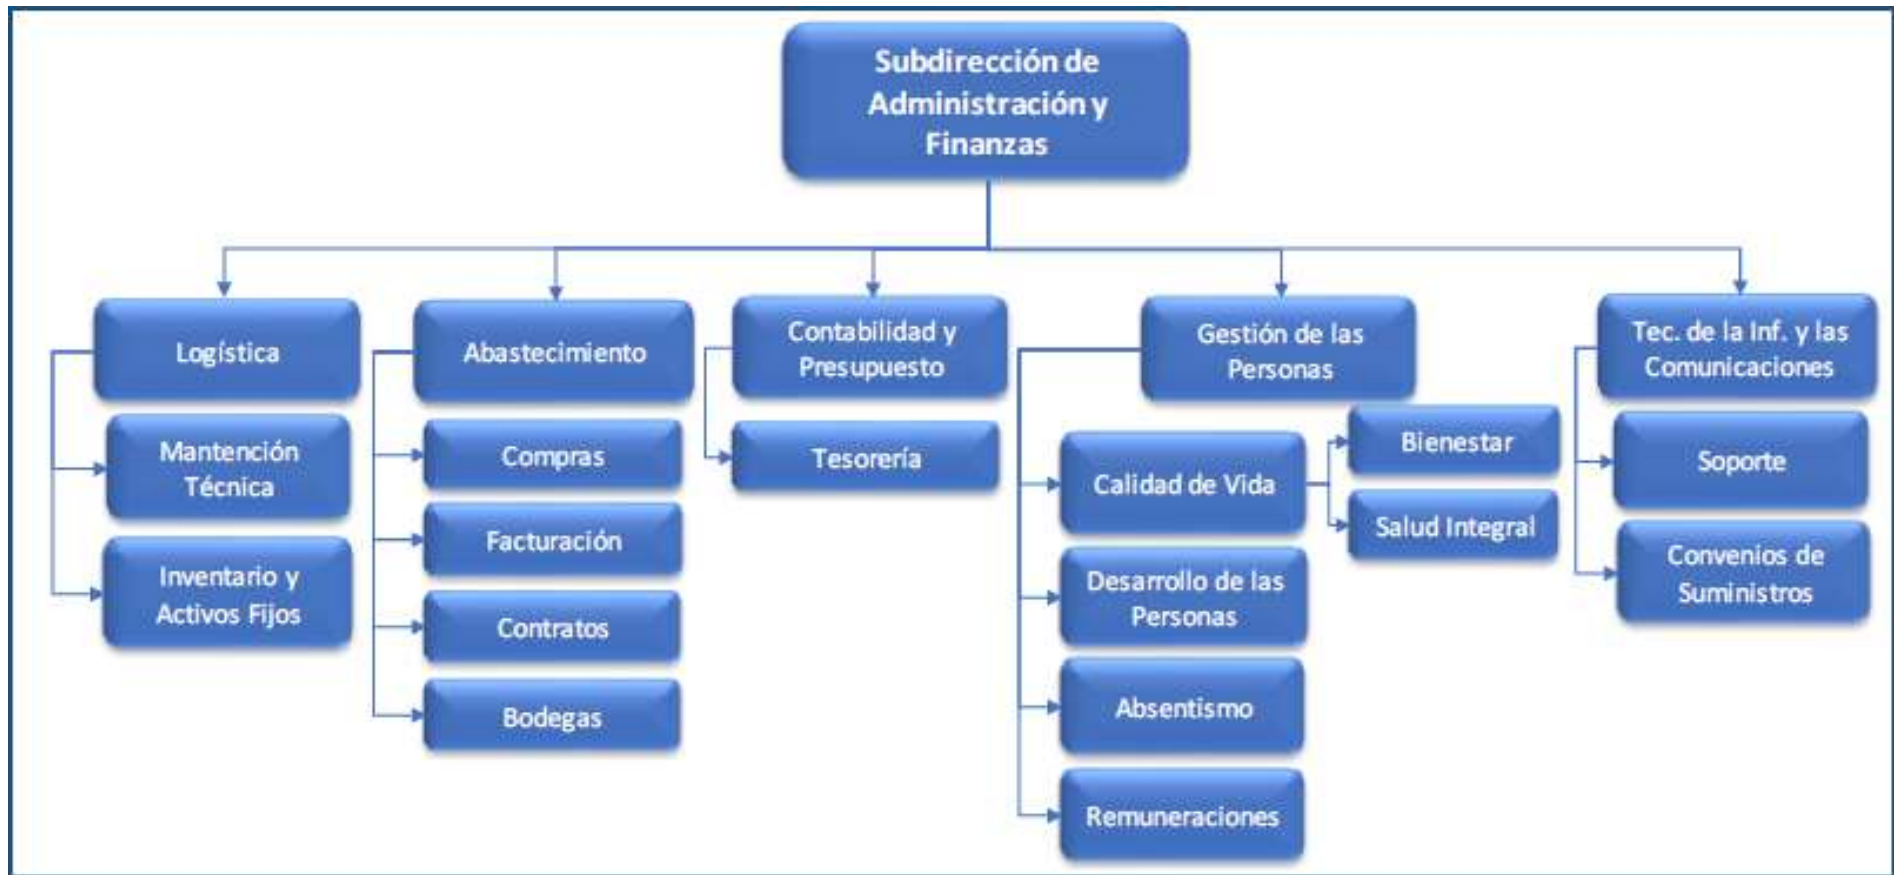 Subdirección de
Administración y
Finanzas
Logística
Mantención
Técnica
Inventario y
Activos Fijos
Abastecimiento
Compras
Facturación
Contratos
Bodegas
Contabilidad y
Presupuesto
Tesorería
Gestión de las
Personas
Calidad de Vida
Bienestar
Salud Integral
Desarrollo de las
Personas
Absentismo
Remuneraciones
Tec. de la Inf. y las
Comunicaciones
Soporte
Convenios de
Suministros